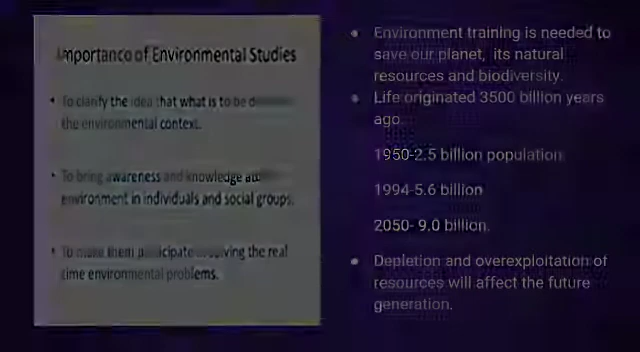 Importance of Environmental Studies
• To clarify the idea that what is to be
the environmental context.
• To bring awareness and knowledge
environment in individuals and social groups.
• To make them participate the real
time environmental problems.
• Environment training is needed to
save our planet, its natural
resources and biodiversity.
• Life originated 3500 billion years
ago.
1950-2.5 billion population
1994-5.6 billion
2050- 9.0 billion.
• Depletion and overexploitation of
resources will affect the future
generation.